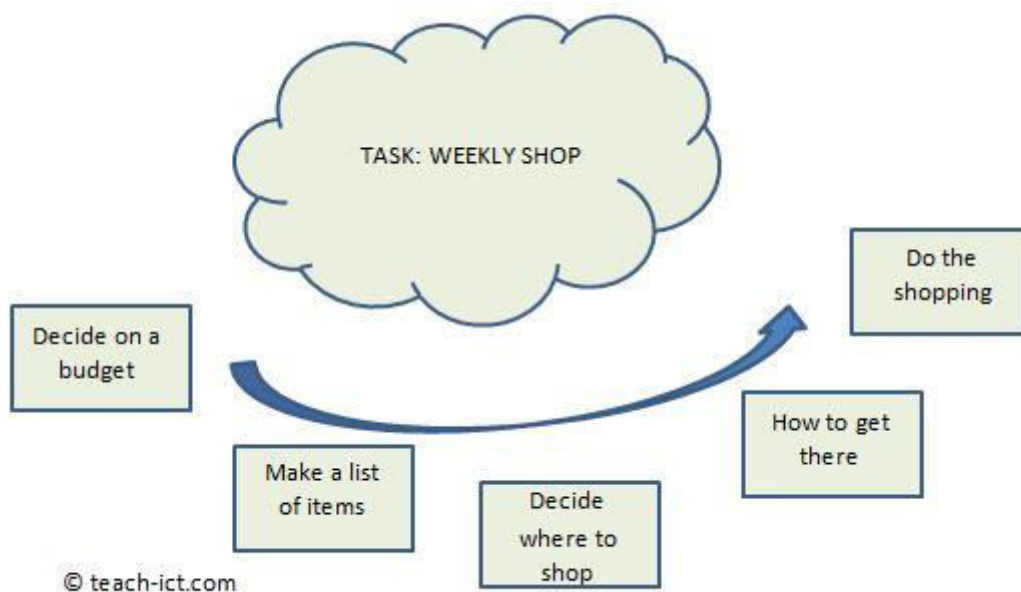 TASK: WEEKLY SHOP
Decide on a
budget
Make a list
of items
Decide
where to
shop
How to get
there
Do the
shopping
© teach-ict.com